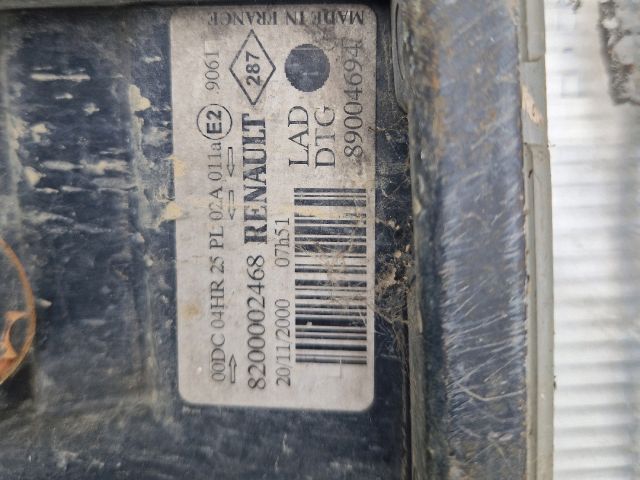 00DC 04HR 25 PL 02A 011a E2 9061
8200002468 RENAULT 287
20/11/2000 07h51
LAD
DTG
89004694
MADE IN FRANCE